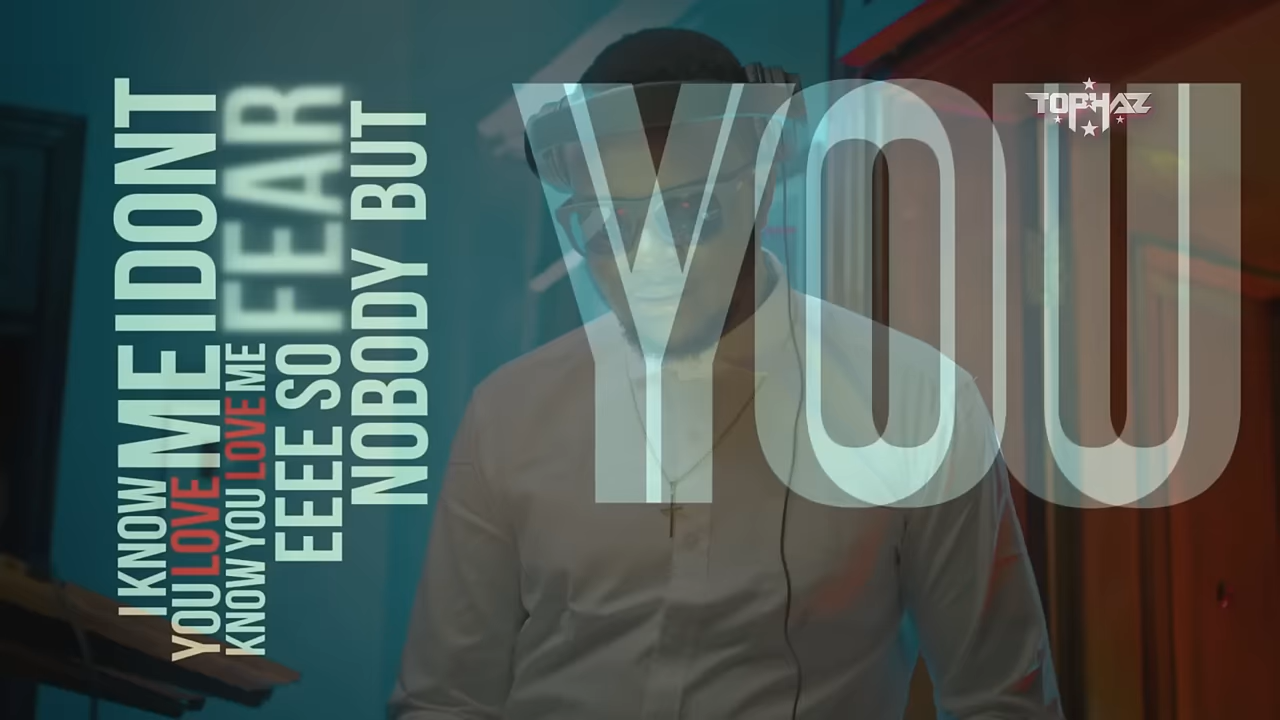 I KNOW
YOU LOVE ME
KNOW YOU LOVE ME
EEEE SO
I DONT
FEAR
NOBODY BUT
YOU
TOPHAZ